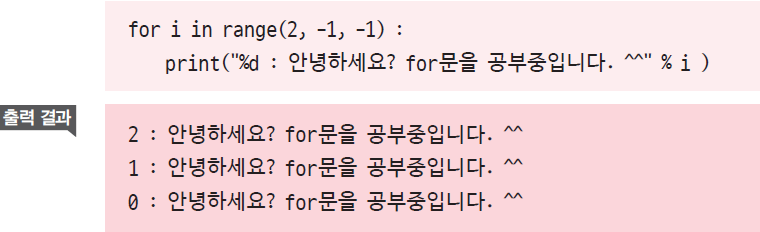 for i in range(2, -1, -1) :
    print("%d : 안녕하세요? for문을 공부중입니다. ^^" % i )
출력 결과
2 : 안녕하세요? for문을 공부중입니다. ^^
1 : 안녕하세요? for문을 공부중입니다. ^^
0 : 안녕하세요? for문을 공부중입니다. ^^